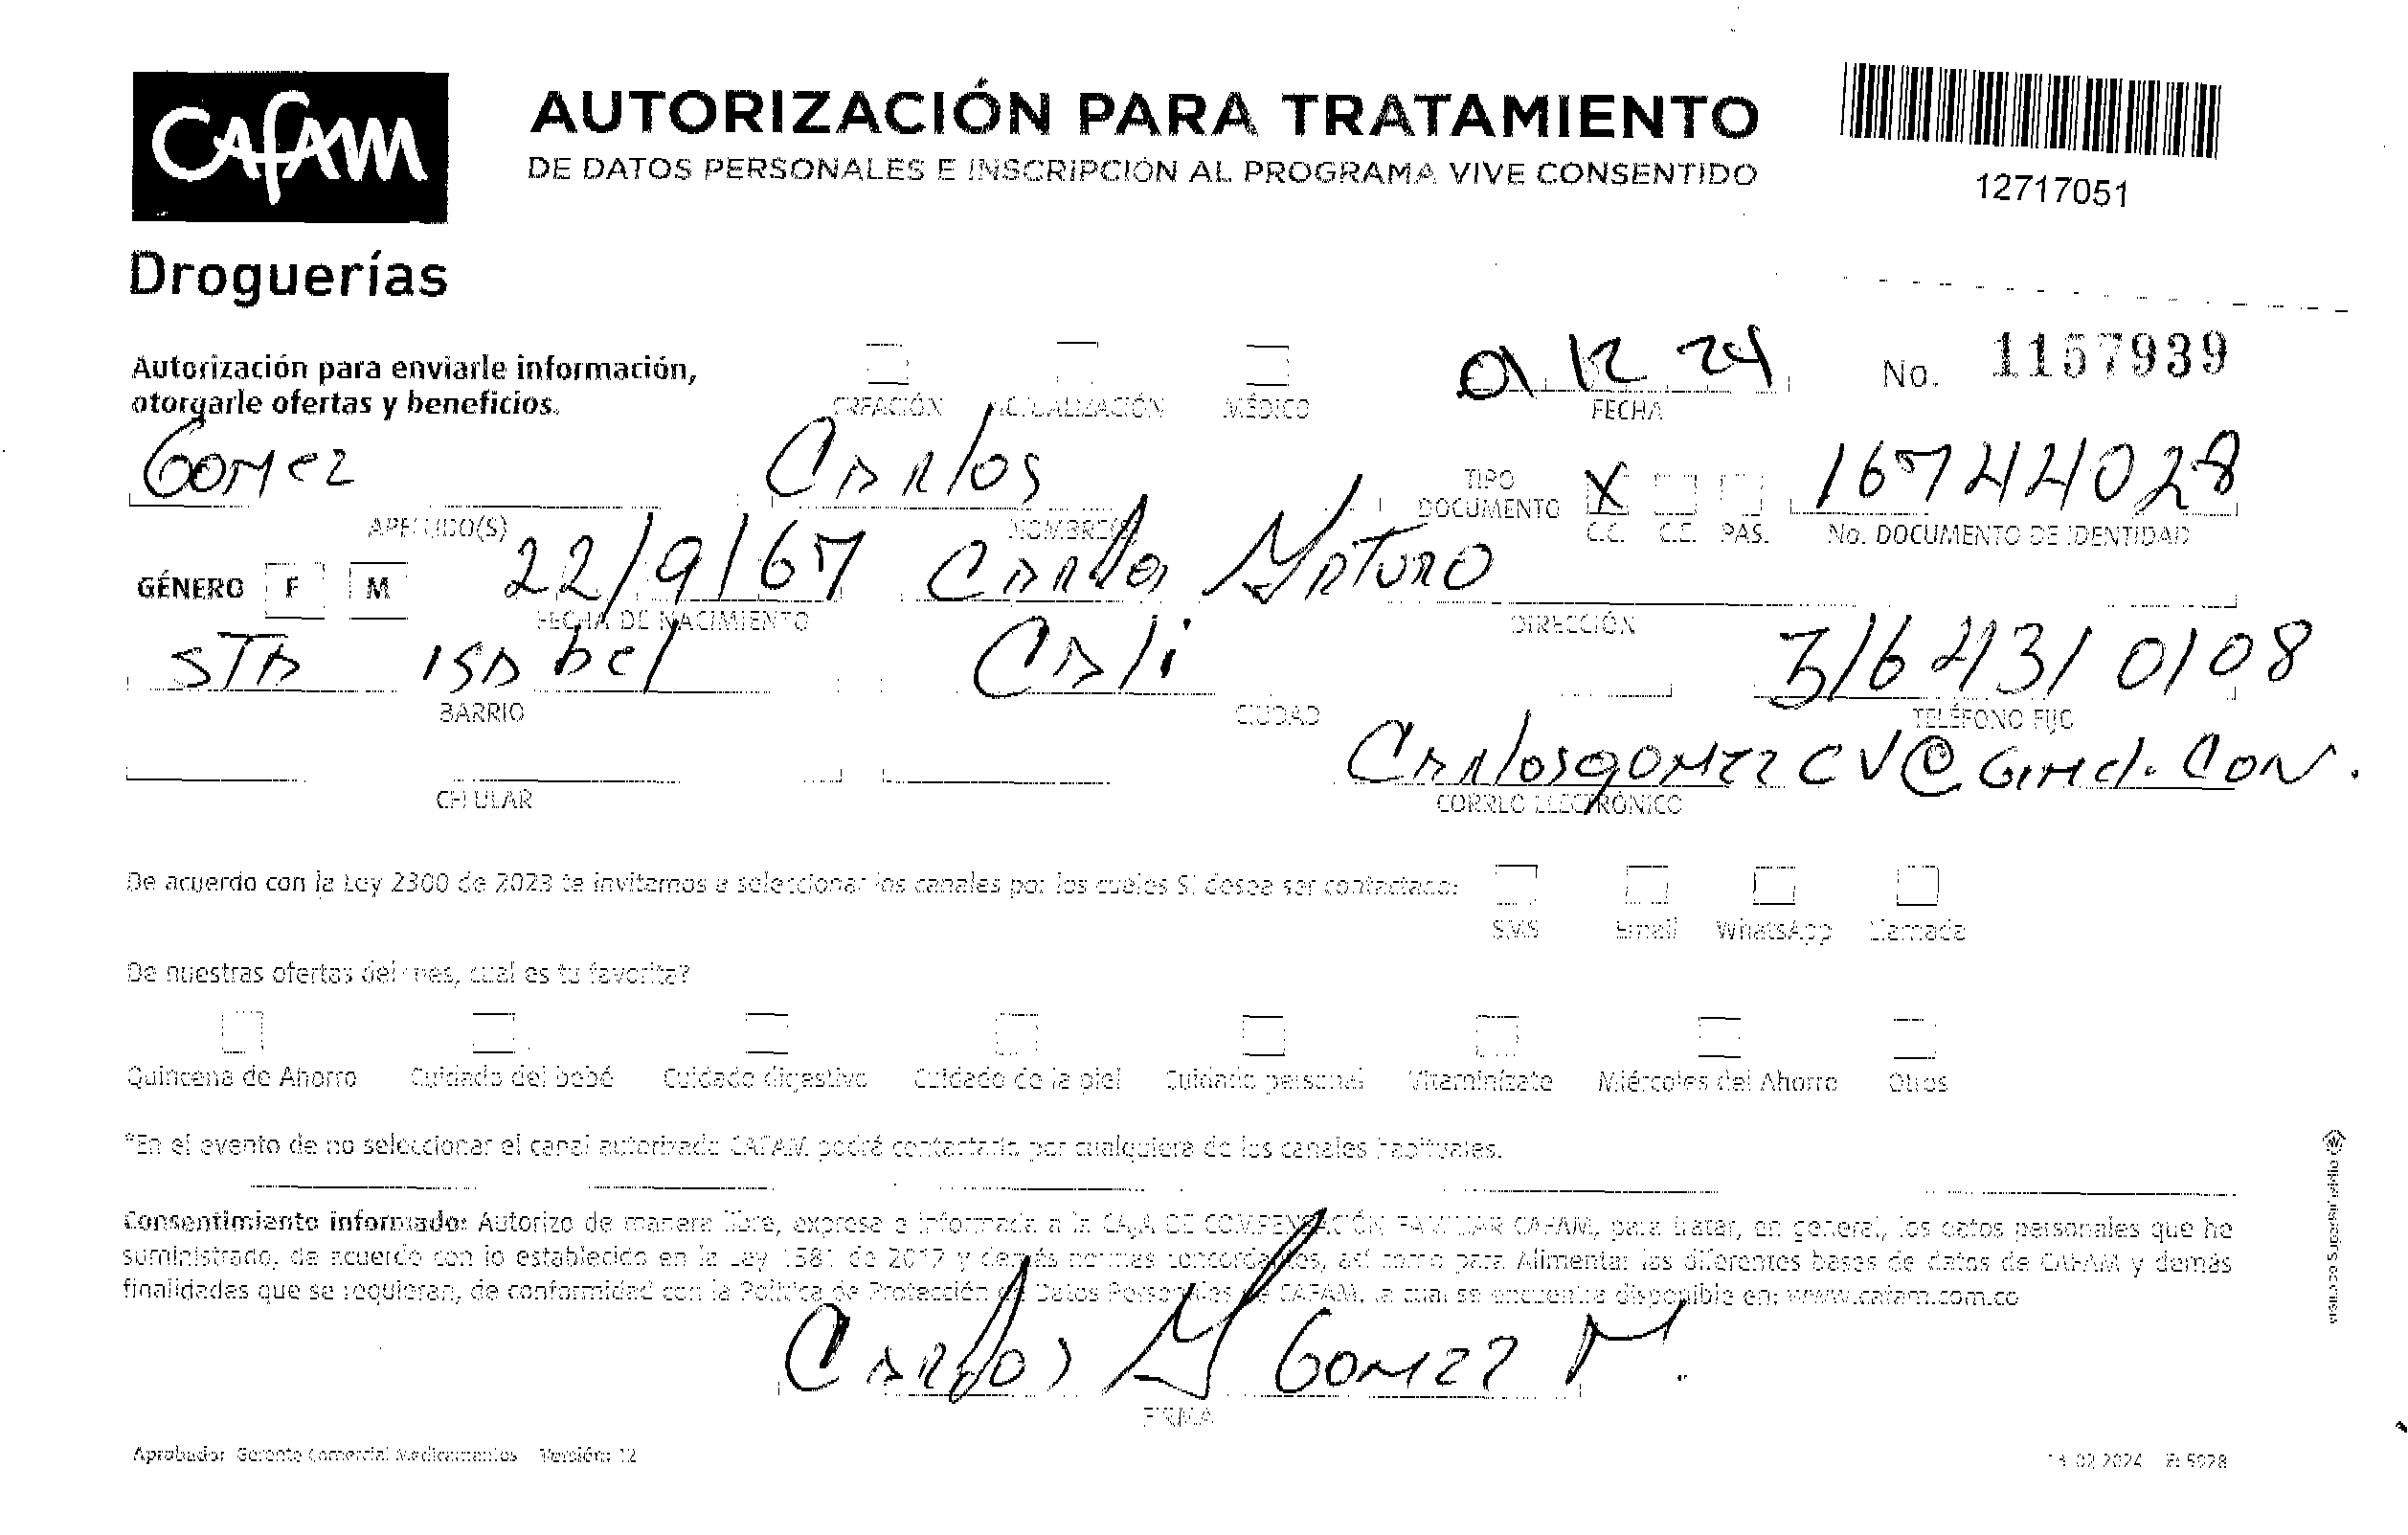 CAFAM
Droguerías
AUTORIZACIÓN PARA TRATAMIENTO
DE DATOS PERSONALES E INSCRIPCIÓN AL PROGRAMA VIVE CONSENTIDO
12717051
Autorización para enviarle información,
otorgarle ofertas y beneficios.
CREACIÓN ACTUALIZACIÓN MÉDICO
01 12 24
FECHA
No. 1157939
Gomez
APELLIDO(S)
Carlos
NOMBRE(S)
TIPO
DOCUMENTO
X
C.C. C.E. PAS.
16744028
No. DOCUMENTO DE IDENTIDAD
GÉNERO F M
22/9/67
FECHA DE NACIMIENTO
Carlos Arturo
DIRECCIÓN
STA ISAbel
BARRIO
Cali
CIUDAD
3164310108
TELÉFONO FIJO
CELULAR
CarlosgomezCV@
CORREO ELECTRÓNICO
De acuerdo con la Ley 2300 de 2023 te invitamos a seleccionar los canales por los cuales SI desea ser contactado:
SMS Email WhatsApp Llamada
De nuestras ofertas del mes, cual es tu favorita?
Quincena de Ahorro Cuidado del bebé Cuidado digestivo Cuidado de la piel Cuidado personal Vitaminízate Miércoles del Ahorro Otros
*En el evento de no seleccionar el canal autorizado CAFAM podrá contactarlo por cualquiera de los canales habituales.
Consentimiento informado: Autorizo de manera libre, expresa e informada a la CAJA DE COMPENSACIÓN FAMILIAR CAFAM, para tratar, en general, los datos personales que he
suministrado, de acuerdo con lo establecido en la Ley 1581 de 2012 y demás normas concordantes, así como para Alimentar las diferentes bases de datos de CAFAM y demás
finalidades que se requieran, de conformidad con la Política de Protección de Datos Personales de CAFAM, la cual se encuentra disponible en: www.cafam.com.co
Carlos A Gomez M.
FIRMA
Aprobador Gerente Comercial Medicamentos Versión: 12
02 2024
VIGILADO SuperSubsidio